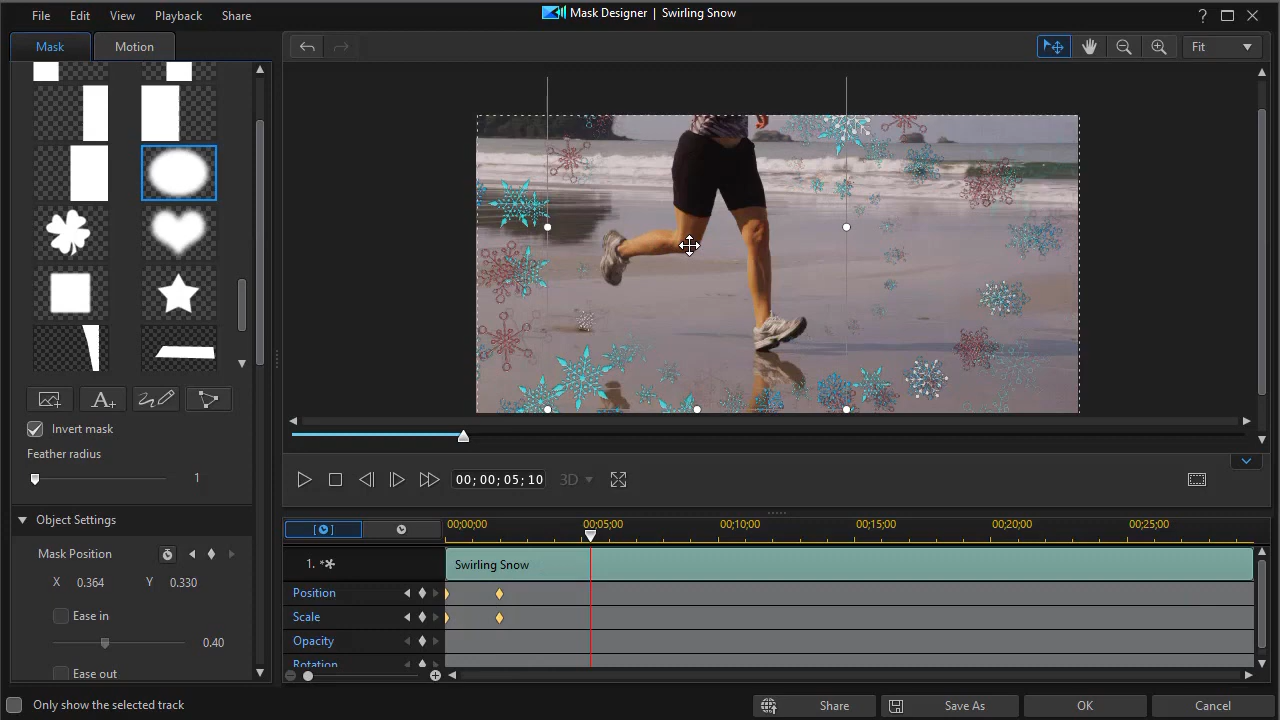 Mask Designer | Swirling Snow
File Edit View Playback Share
?
Mask Motion
Fit
A+
Invert mask
Feather radius
1
Object Settings
Mask Position
X 0.364 Y 0.330
Ease in
0.40
Ease out
00;00;05;10
3D
00;00;00 00;05;00 00;10;00 00;15;00 00;20;00 00;25;00
1. Swirling Snow
Position
Scale
Opacity
Rotation
Only show the selected track
Share Save As OK Cancel